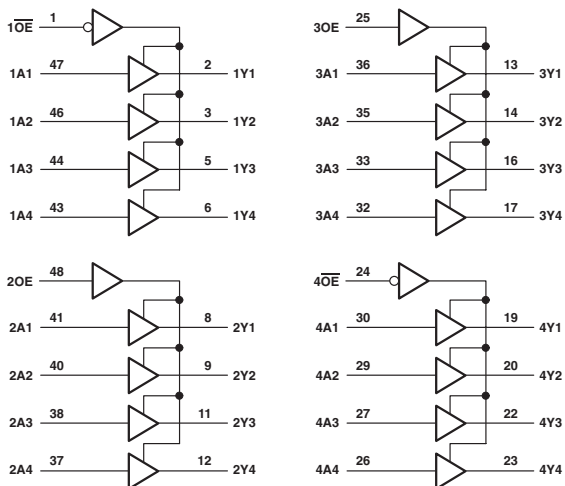 1O̅E̅ 1
1A1 47 2 1Y1
1A2 46 3 1Y2
1A3 44 5 1Y3
1A4 43 6 1Y4
3OE 25
3A1 36 13 3Y1
3A2 35 14 3Y2
3A3 33 16 3Y3
3A4 32 17 3Y4
2OE 48
2A1 41 8 2Y1
2A2 40 9 2Y2
2A3 38 11 2Y3
2A4 37 12 2Y4
4O̅E̅ 24
4A1 30 19 4Y1
4A2 29 20 4Y2
4A3 27 22 4Y3
4A4 26 23 4Y4